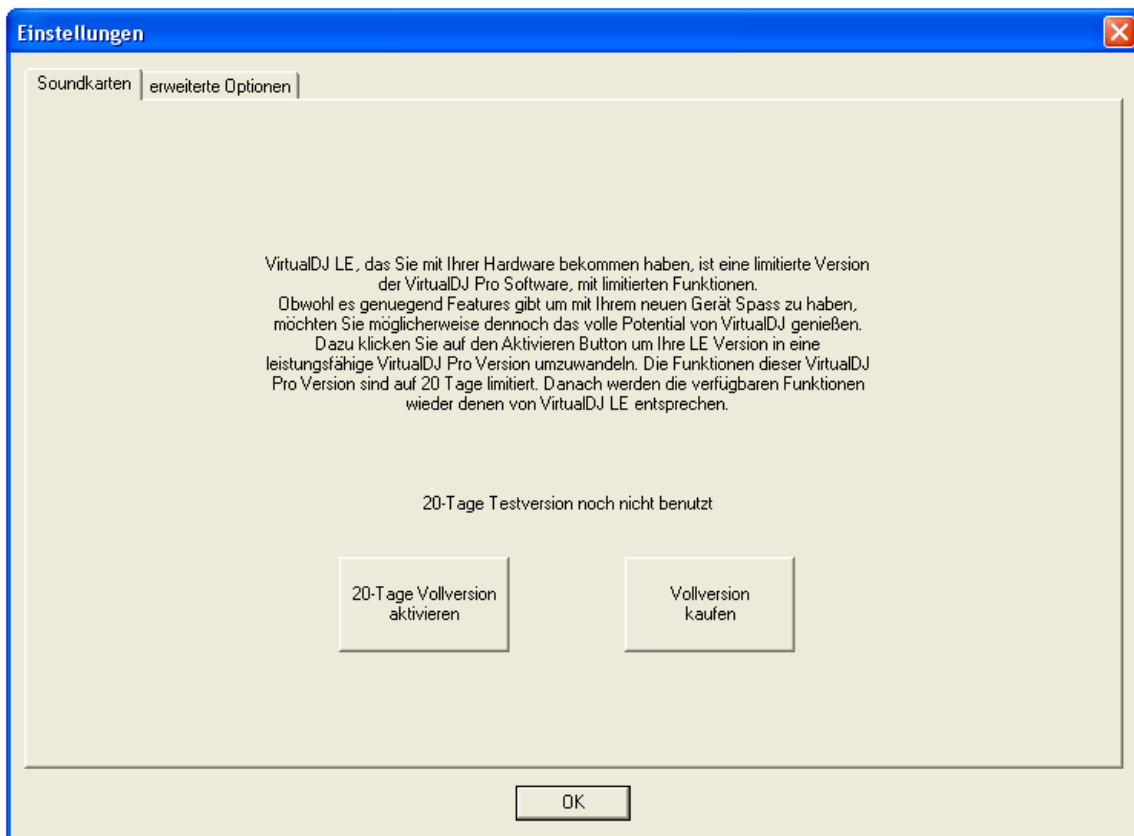 Einstellungen
Soundkarten
erweiterte Optionen
VirtualDJ LE, das Sie mit Ihrer Hardware bekommen haben, ist eine limitierte Version
der VirtualDJ Pro Software, mit limitierten Funktionen.
Obwohl es genuegend Features gibt um mit Ihrem neuen Gerät Spass zu haben,
möchten Sie möglicherweise dennoch das volle Potential von VirtualDJ genießen.
Dazu klicken Sie auf den Aktivieren Button um Ihre LE Version in eine
leistungsfähige VirtualDJ Pro Version umzuwandeln. Die Funktionen dieser VirtualDJ
Pro Version sind auf 20 Tage limitiert. Danach werden die verfügbaren Funktionen
wieder denen von VirtualDJ LE entsprechen.
20-Tage Testversion noch nicht benutzt
20-Tage Vollversion
aktivieren
Vollversion
kaufen
OK